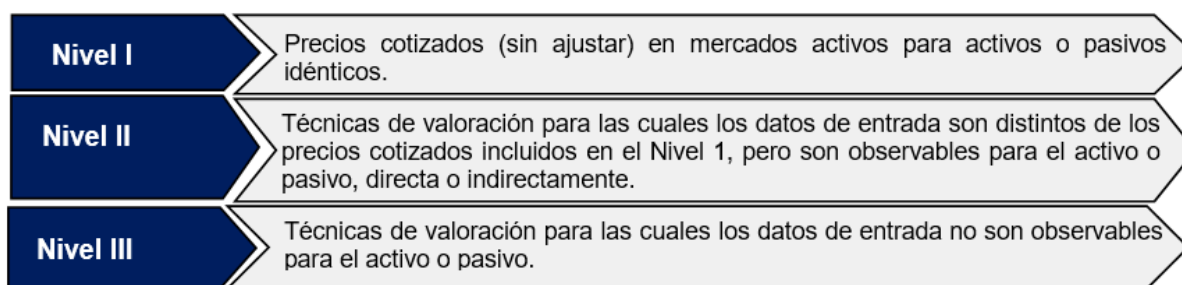 Nivel I
Precios cotizados (sin ajustar) en mercados activos para activos o pasivos
idénticos.
Nivel II
Técnicas de valoración para las cuales los datos de entrada son distintos de los
precios cotizados incluidos en el Nivel 1, pero son observables para el activo o
pasivo, directa o indirectamente.
Nivel III
Técnicas de valoración para las cuales los datos de entrada no son observables
para el activo o pasivo.